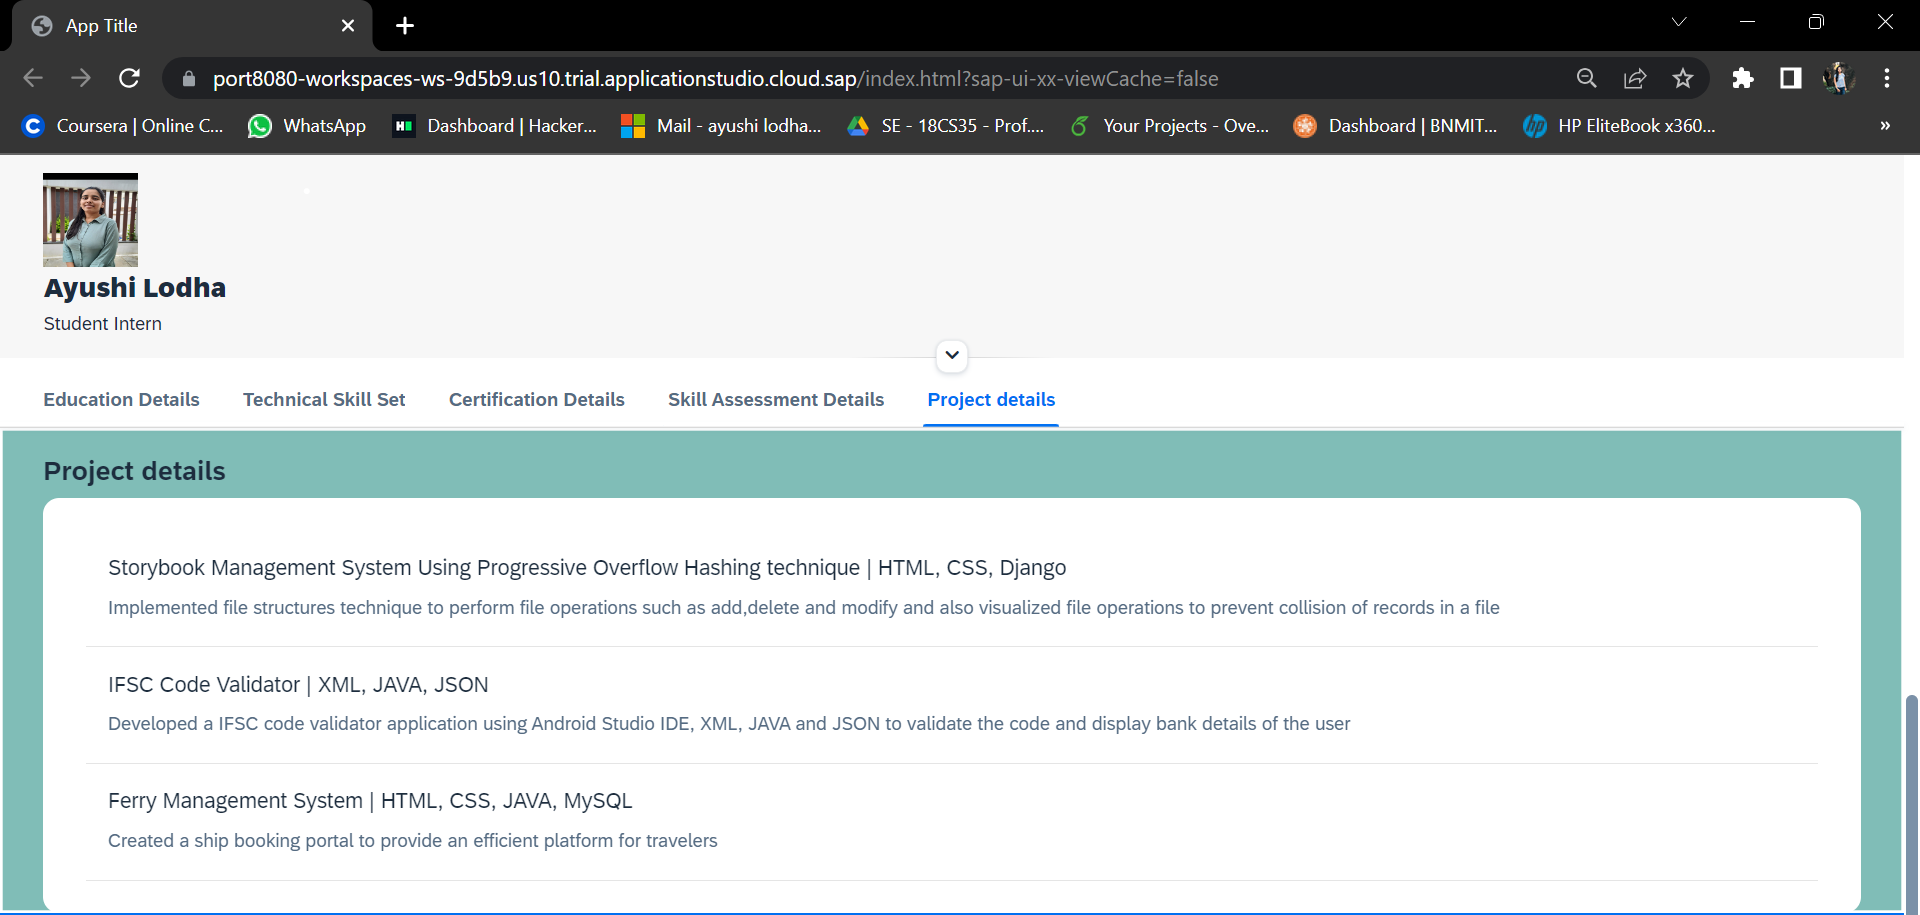 App Title
port8080-workspaces-ws-9d5b9.us10.trial.applicationstudio.cloud.sap/index.html?sap-ui-xx-viewCache=false
Coursera | Online C... WhatsApp Dashboard | Hacker... Mail - ayushi lodha... SE - 18CS35 - Prof.... Your Projects - Ove... Dashboard | BNMIT... HP EliteBook x360... »
Ayushi Lodha
Student Intern
Education Details Technical Skill Set Certification Details Skill Assessment Details Project details
Project details
Storybook Management System Using Progressive Overflow Hashing technique | HTML, CSS, Django
Implemented file structures technique to perform file operations such as add,delete and modify and also visualized file operations to prevent collision of records in a file
IFSC Code Validator | XML, JAVA, JSON
Developed a IFSC code validator application using Android Studio IDE, XML, JAVA and JSON to validate the code and display bank details of the user
Ferry Management System | HTML, CSS, JAVA, MySQL
Created a ship booking portal to provide an efficient platform for travelers